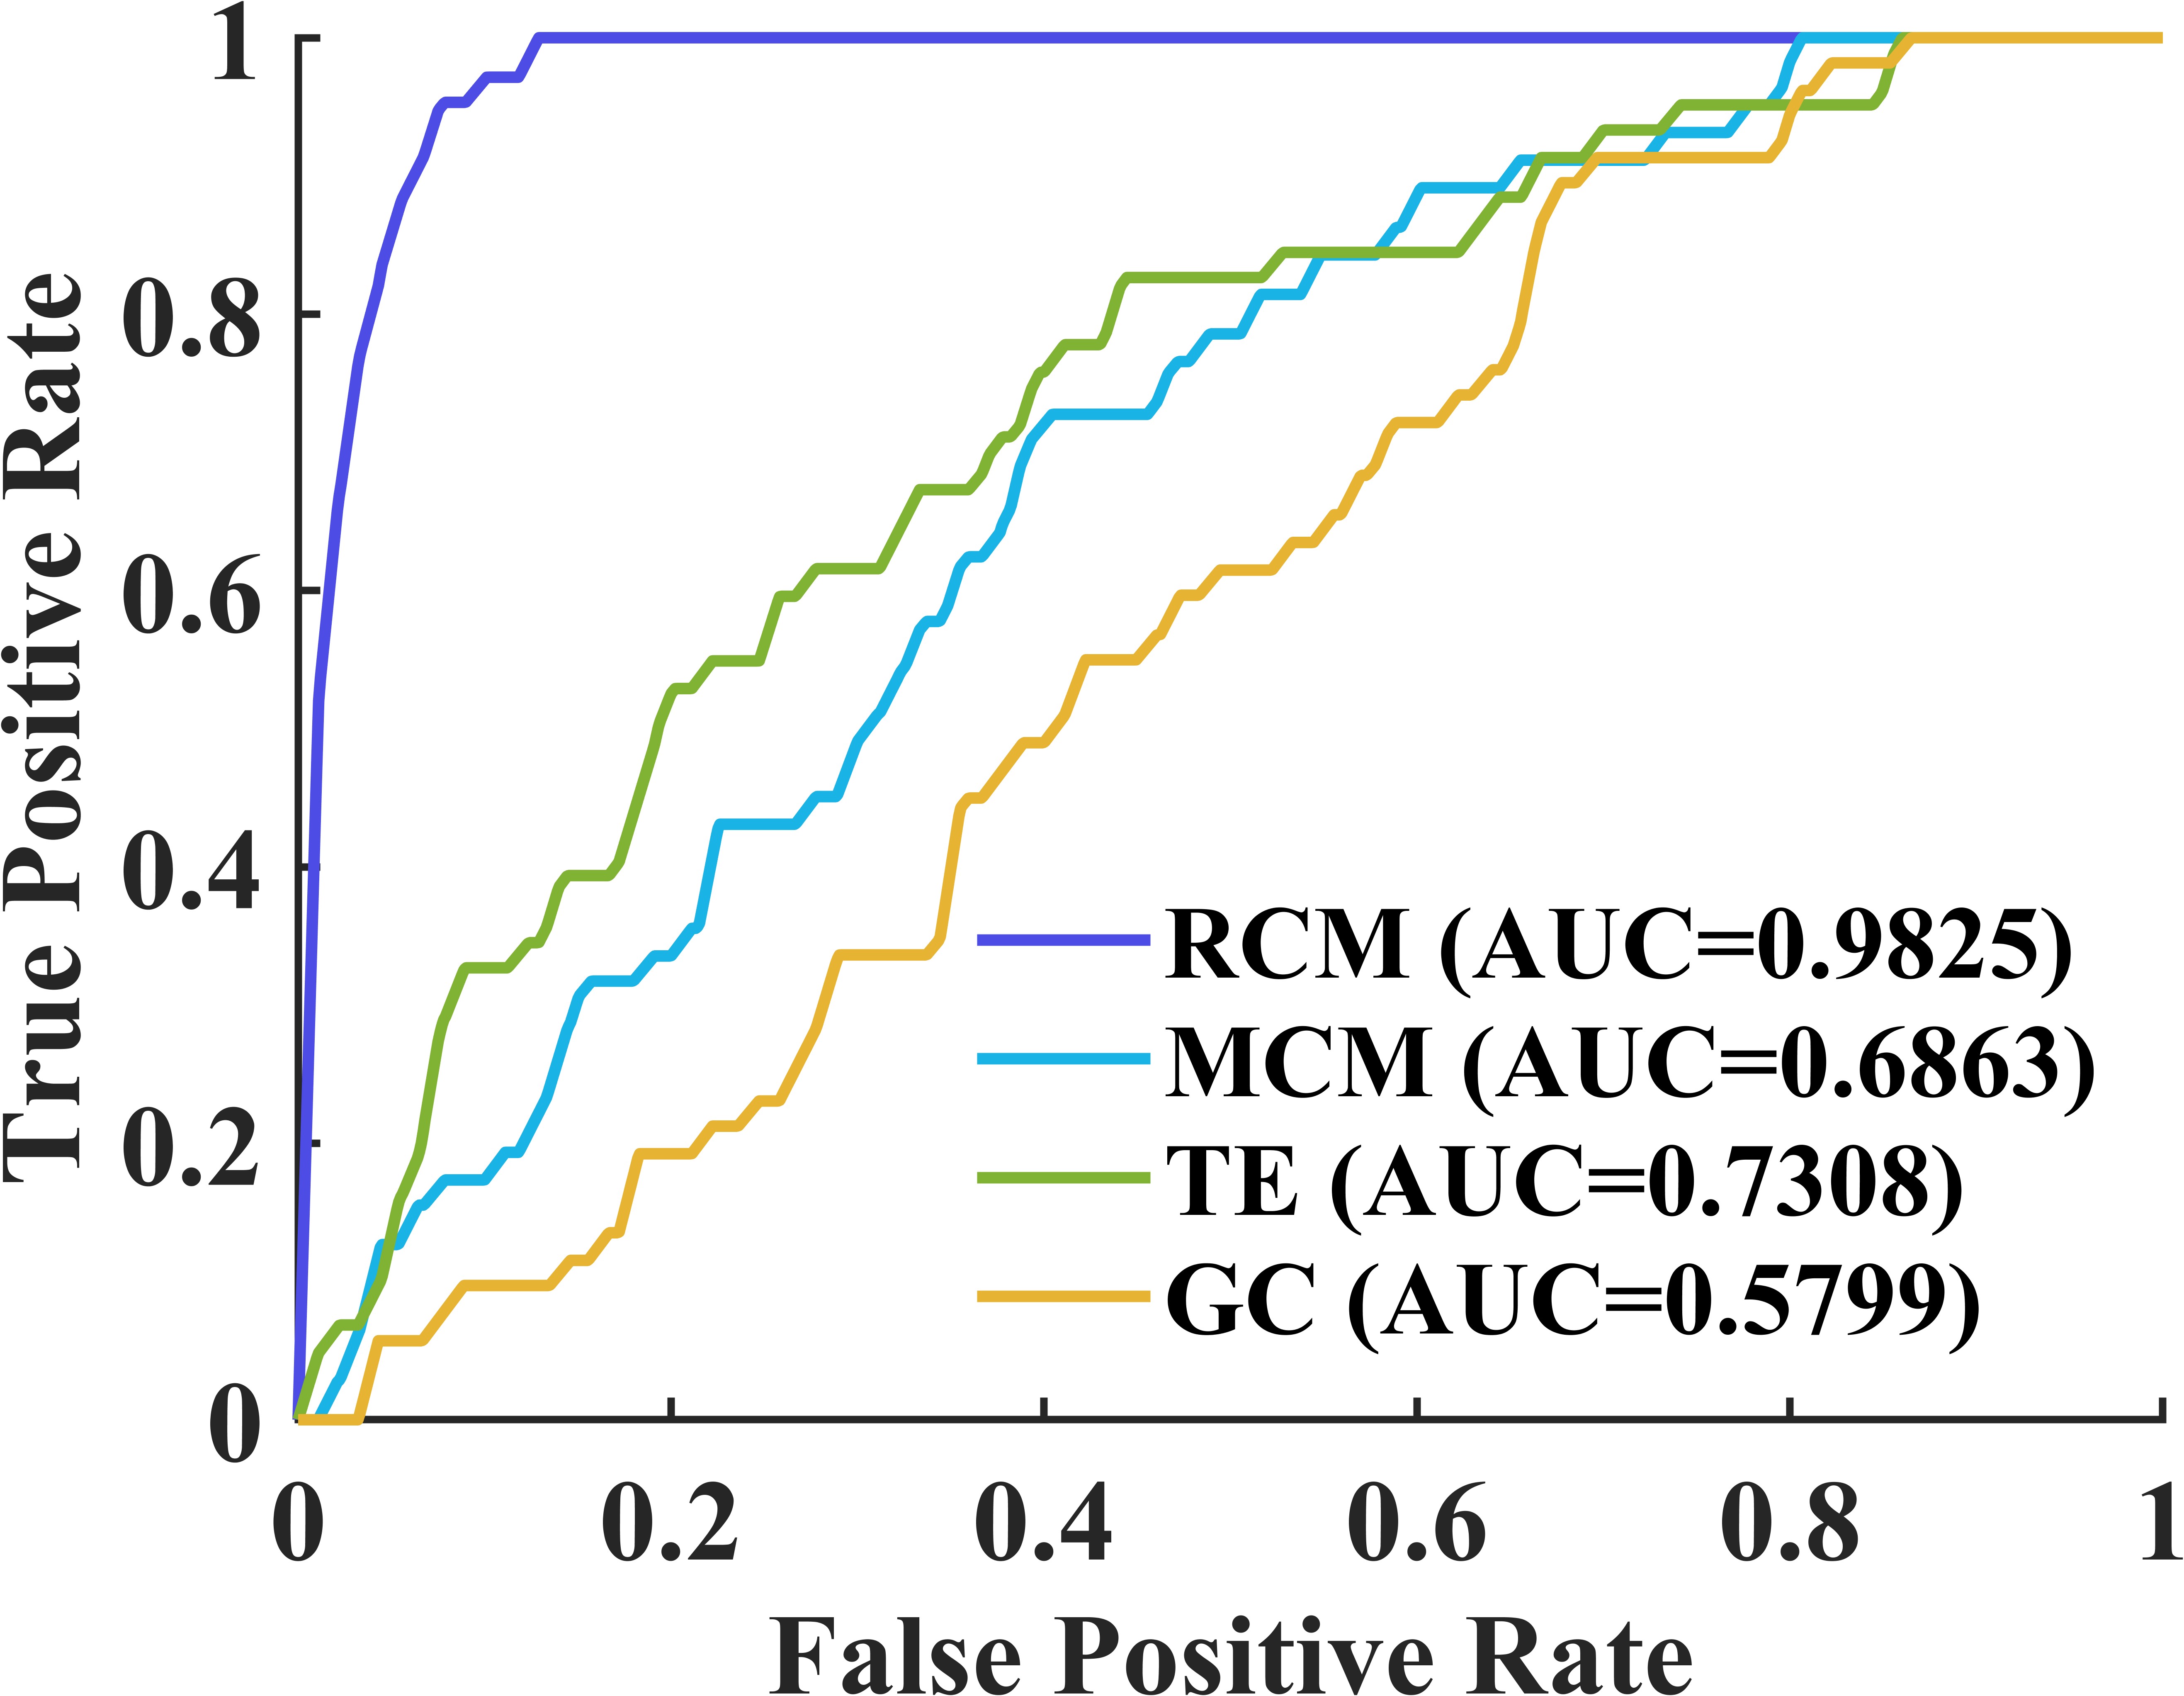 True Positive Rate
1
0.8
0.6
0.4
0.2
0
RCM (AUC=0.9825)
MCM (AUC=0.6863)
TE (AUC=0.7308)
GC (AUC=0.5799)
0 0.2 0.4 0.6 0.8 1
False Positive Rate